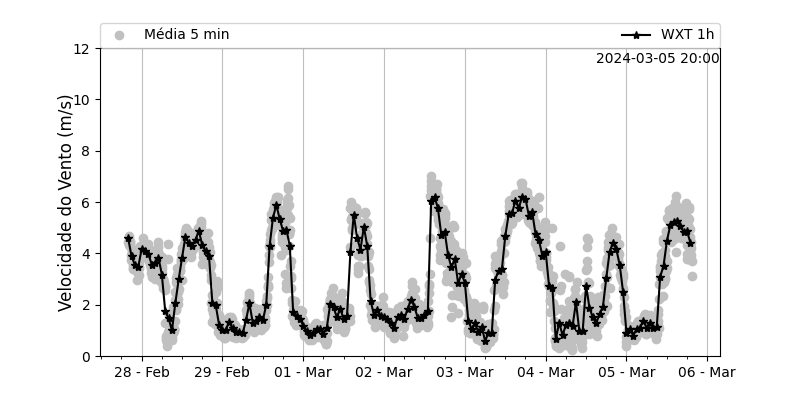 Média 5 min
WXT 1h
2024-03-05 20:00
Velocidade do Vento (m/s)
12
10
8
6
4
2
0
28 - Feb
29 - Feb
01 - Mar
02 - Mar
03 - Mar
04 - Mar
05 - Mar
06 - Mar